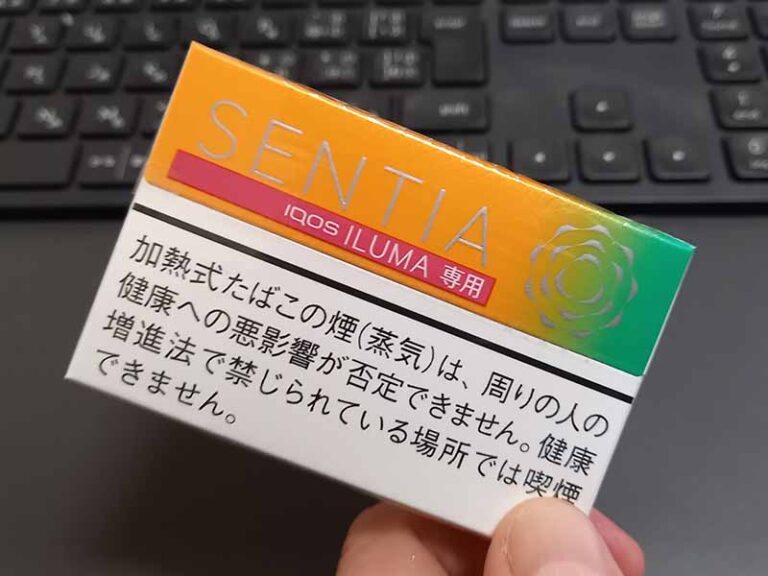 SENTIA
IQOS ILUMA 専用
加熱式たばこの煙(蒸気)は、周りの人の
健康への悪影響が否定できません。健康
増進法で禁じられている場所では喫煙
できません。
shift